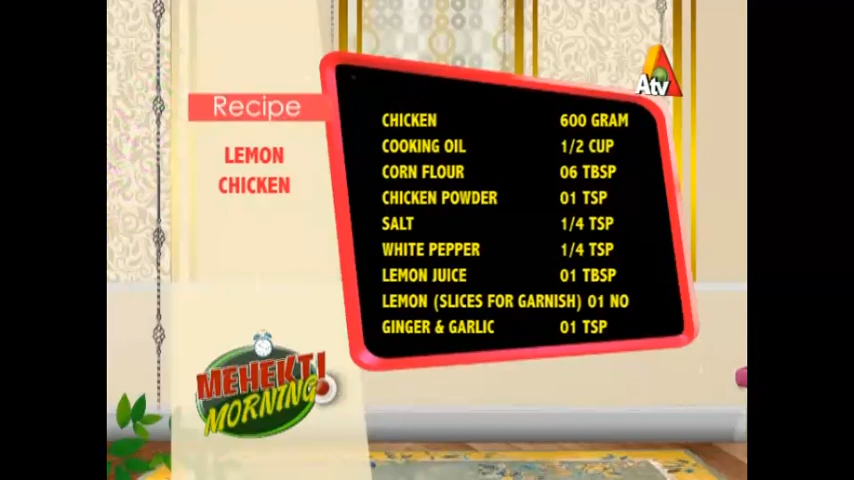 Atv
Recipe
LEMON
CHICKEN
CHICKEN 600 GRAM
COOKING OIL 1/2 CUP
CORN FLOUR 06 TBSP
CHICKEN POWDER 01 TSP
SALT 1/4 TSP
WHITE PEPPER 1/4 TSP
LEMON JUICE 01 TBSP
LEMON (SLICES FOR GARNISH) 01 NO
GINGER & GARLIC 01 TSP
MEHEKTI
MORNING